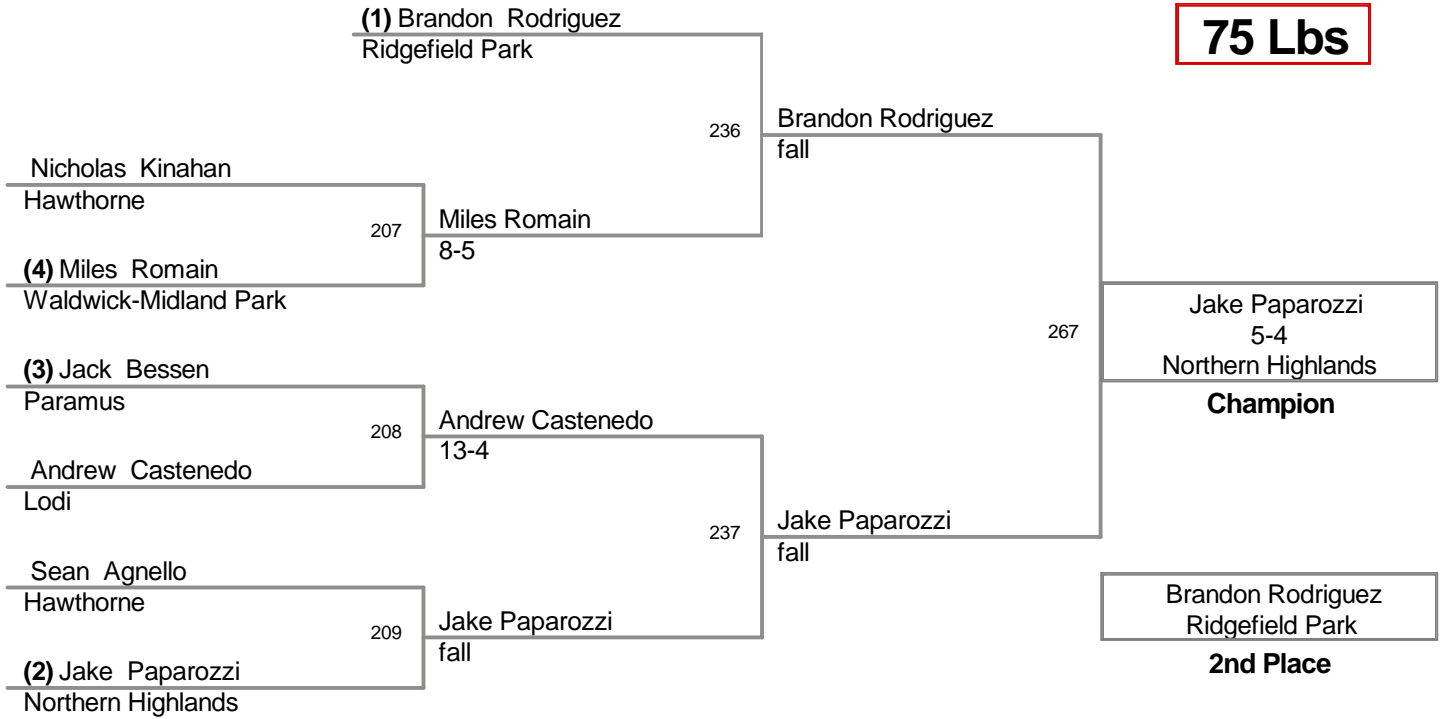 (1) Brandon Rodriguez
Ridgefield Park
75 Lbs
236
Brandon Rodriguez
fall
Nicholas Kinahan
Hawthorne
207
Miles Romain
8-5
(4) Miles Romain
Waldwick-Midland Park
267
Jake Paparozzi
5-4
Northern Highlands
Champion
(3) Jack Bessen
Paramus
208
Andrew Castenedo
13-4
Andrew Castenedo
Lodi
237
Jake Paparozzi
fall
Sean Agnello
Hawthorne
209
Jake Paparozzi
fall
(2) Jake Paparozzi
Northern Highlands
Brandon Rodriguez
Ridgefield Park
2nd Place